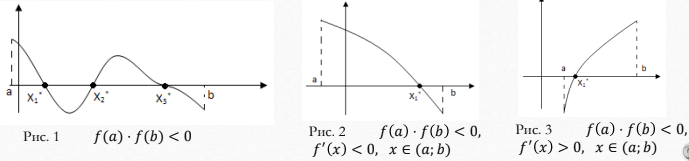 a X₁* X₂* X₃* b
Рис. 1 f(a) · f(b) < 0
a X₁* b
Рис. 2 f(a) · f(b) < 0,
f′(x) < 0, x ∈ (a; b)
a X₁* b
Рис. 3 f(a) · f(b) < 0,
f′(x) > 0, x ∈ (a; b)